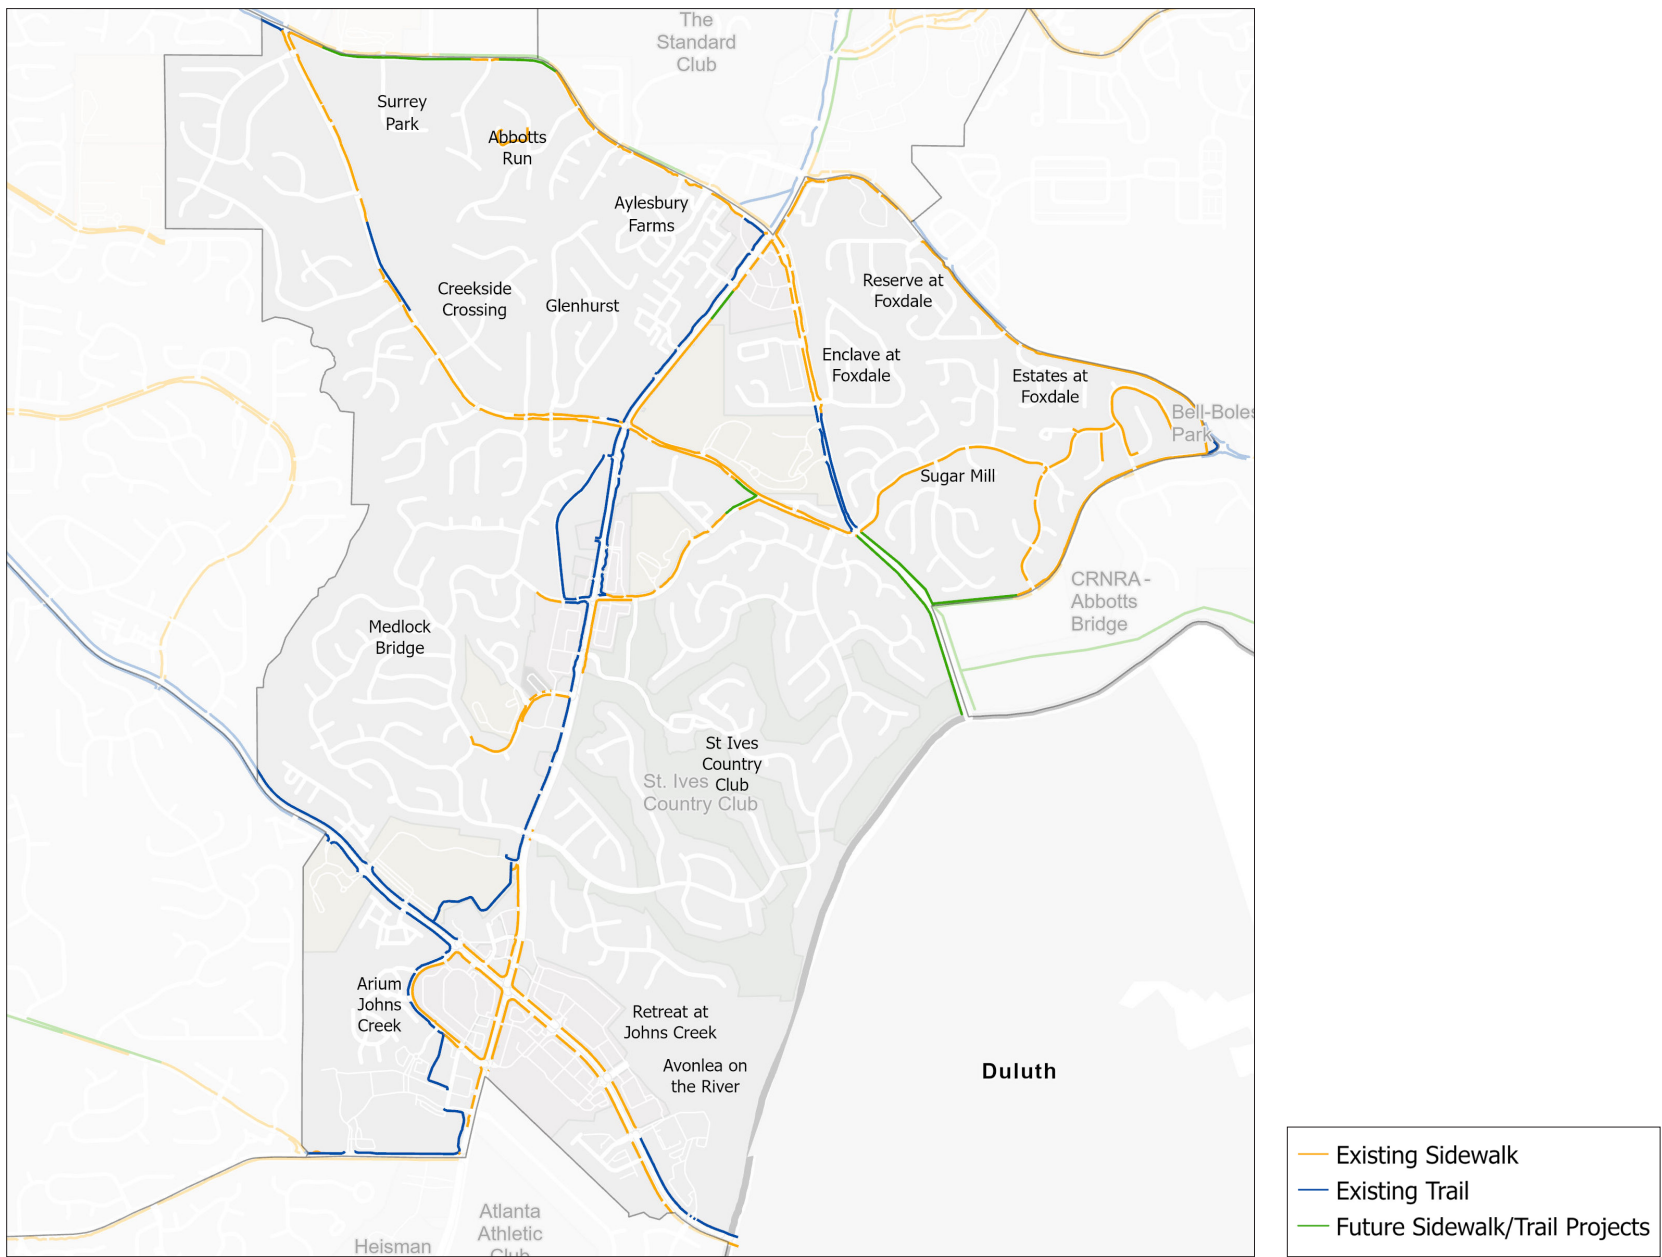 The
Standard
Club
Surrey
Park
Abbotts
Run
Aylesbury
Farms
Creekside
Crossing
Glenhurst
Reserve at
Foxdale
Enclave at
Foxdale
Estates at
Foxdale
Bell-Boles
Park
Sugar Mill
CRNRA -
Abbotts
Bridge
Medlock
Bridge
St Ives
Country
Club
St. Ives
Country Club
Arium
Johns
Creek
Retreat at
Johns Creek
Avonlea on
the River
Duluth
Atlanta
Athletic
Club
Heisman
Existing Sidewalk
Existing Trail
Future Sidewalk/Trail Projects